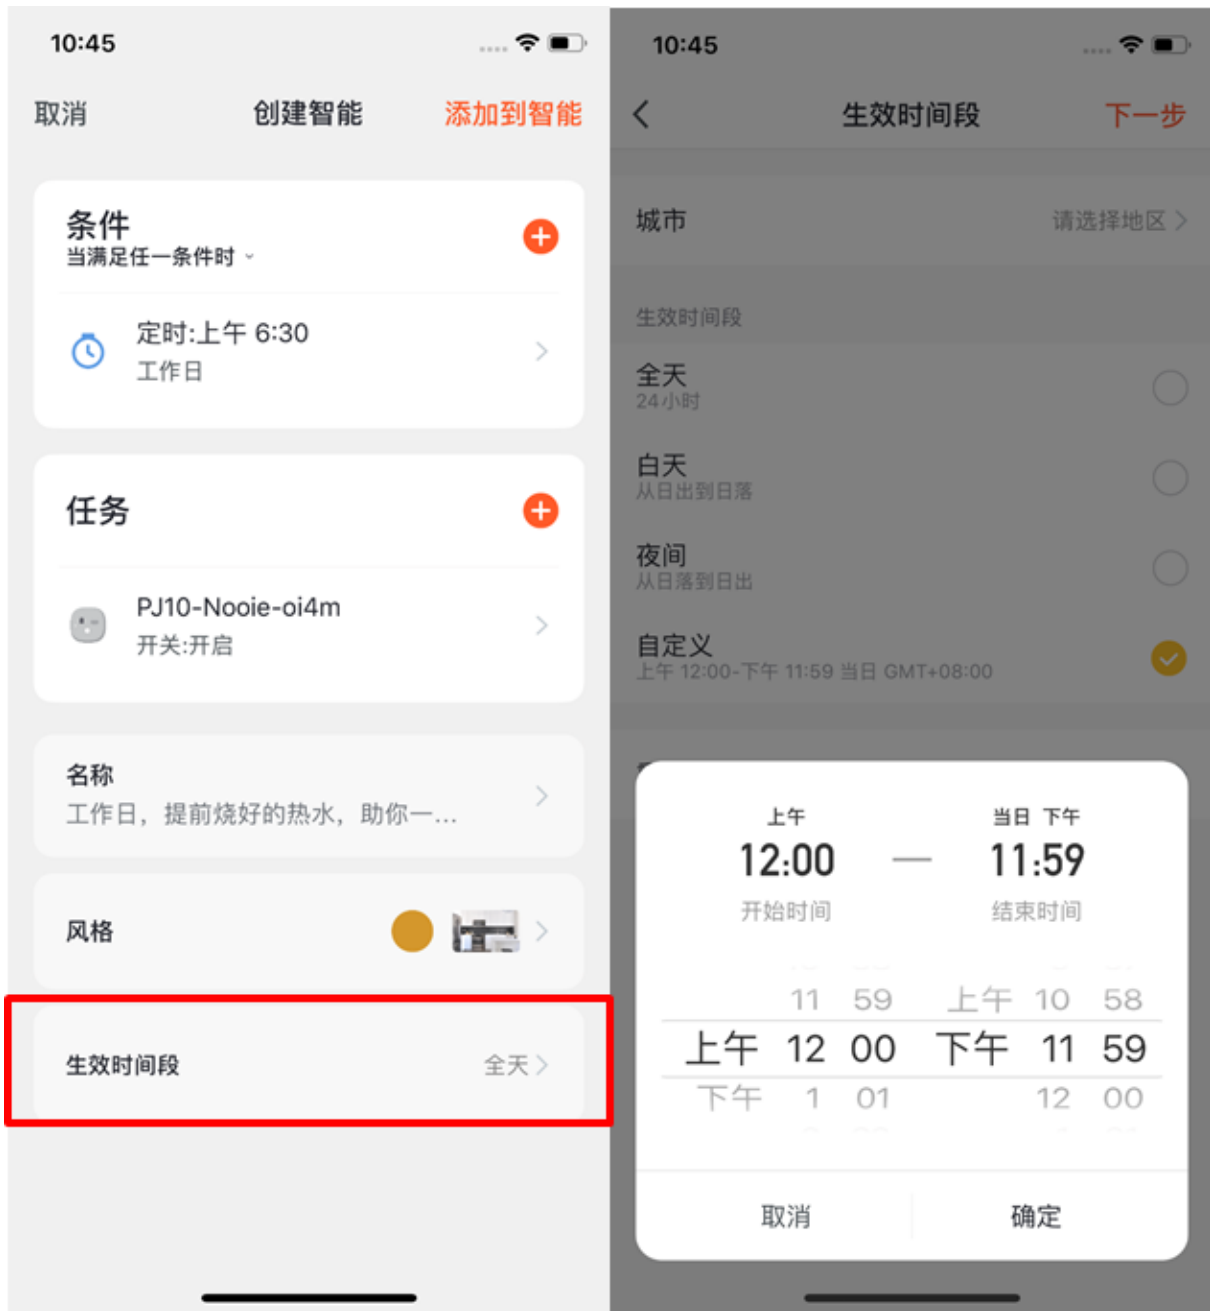 10:45
取消
创建智能
添加到智能
条件
当满足任一条件时
定时:上午 6:30
工作日
任务
PJ10-Nooie-oi4m
开关:开启
名称
工作日，提前烧好的热水，助你一...
风格
生效时间段
全天
10:45
生效时间段
下一步
城市
请选择地区
生效时间段
全天
24小时
白天
从日出到日落
夜间
从日落到日出
自定义
上午 12:00-下午 11:59 当日 GMT+08:00
上午
当日 下午
12:00 — 11:59
开始时间
结束时间
11 59 上午 10 58
上午 12 00 下午 11 59
下午 1 01 12 00
取消
确定